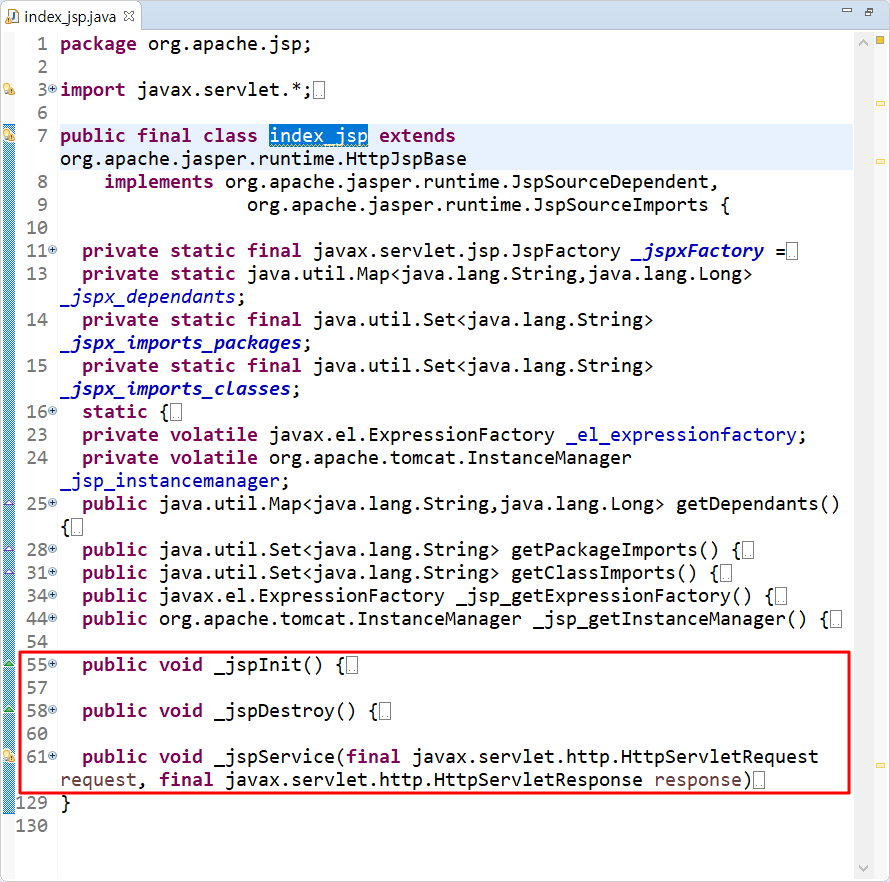 index_jsp.java
1 package org.apache.jsp;
2
3 import javax.servlet.*;
6
7 public final class index_jsp extends
org.apache.jasper.runtime.HttpJspBase
8 implements org.apache.jasper.runtime.JspSourceDependent,
9 org.apache.jasper.runtime.JspSourceImports {
10
11 private static final javax.servlet.jsp.JspFactory _jspxFactory =
13 private static java.util.Map<java.lang.String,java.lang.Long>
_jspx_dependants;
14 private static final java.util.Set<java.lang.String>
_jspx_imports_packages;
15 private static final java.util.Set<java.lang.String>
_jspx_imports_classes;
16 static {
23 private volatile javax.el.ExpressionFactory _el_expressionfactory;
24 private volatile org.apache.tomcat.InstanceManager
_jsp_instancemanager;
25 public java.util.Map<java.lang.String,java.lang.Long> getDependants()
{
28 public java.util.Set<java.lang.String> getPackageImports() {
31 public java.util.Set<java.lang.String> getClassImports() {
34 public javax.el.ExpressionFactory _jsp_getExpressionFactory() {
44 public org.apache.tomcat.InstanceManager _jsp_getInstanceManager() {
54
55 public void _jspInit() {
57
58 public void _jspDestroy() {
60
61 public void _jspService(final javax.servlet.http.HttpServletRequest
request, final javax.servlet.http.HttpServletResponse response)
129 }
130